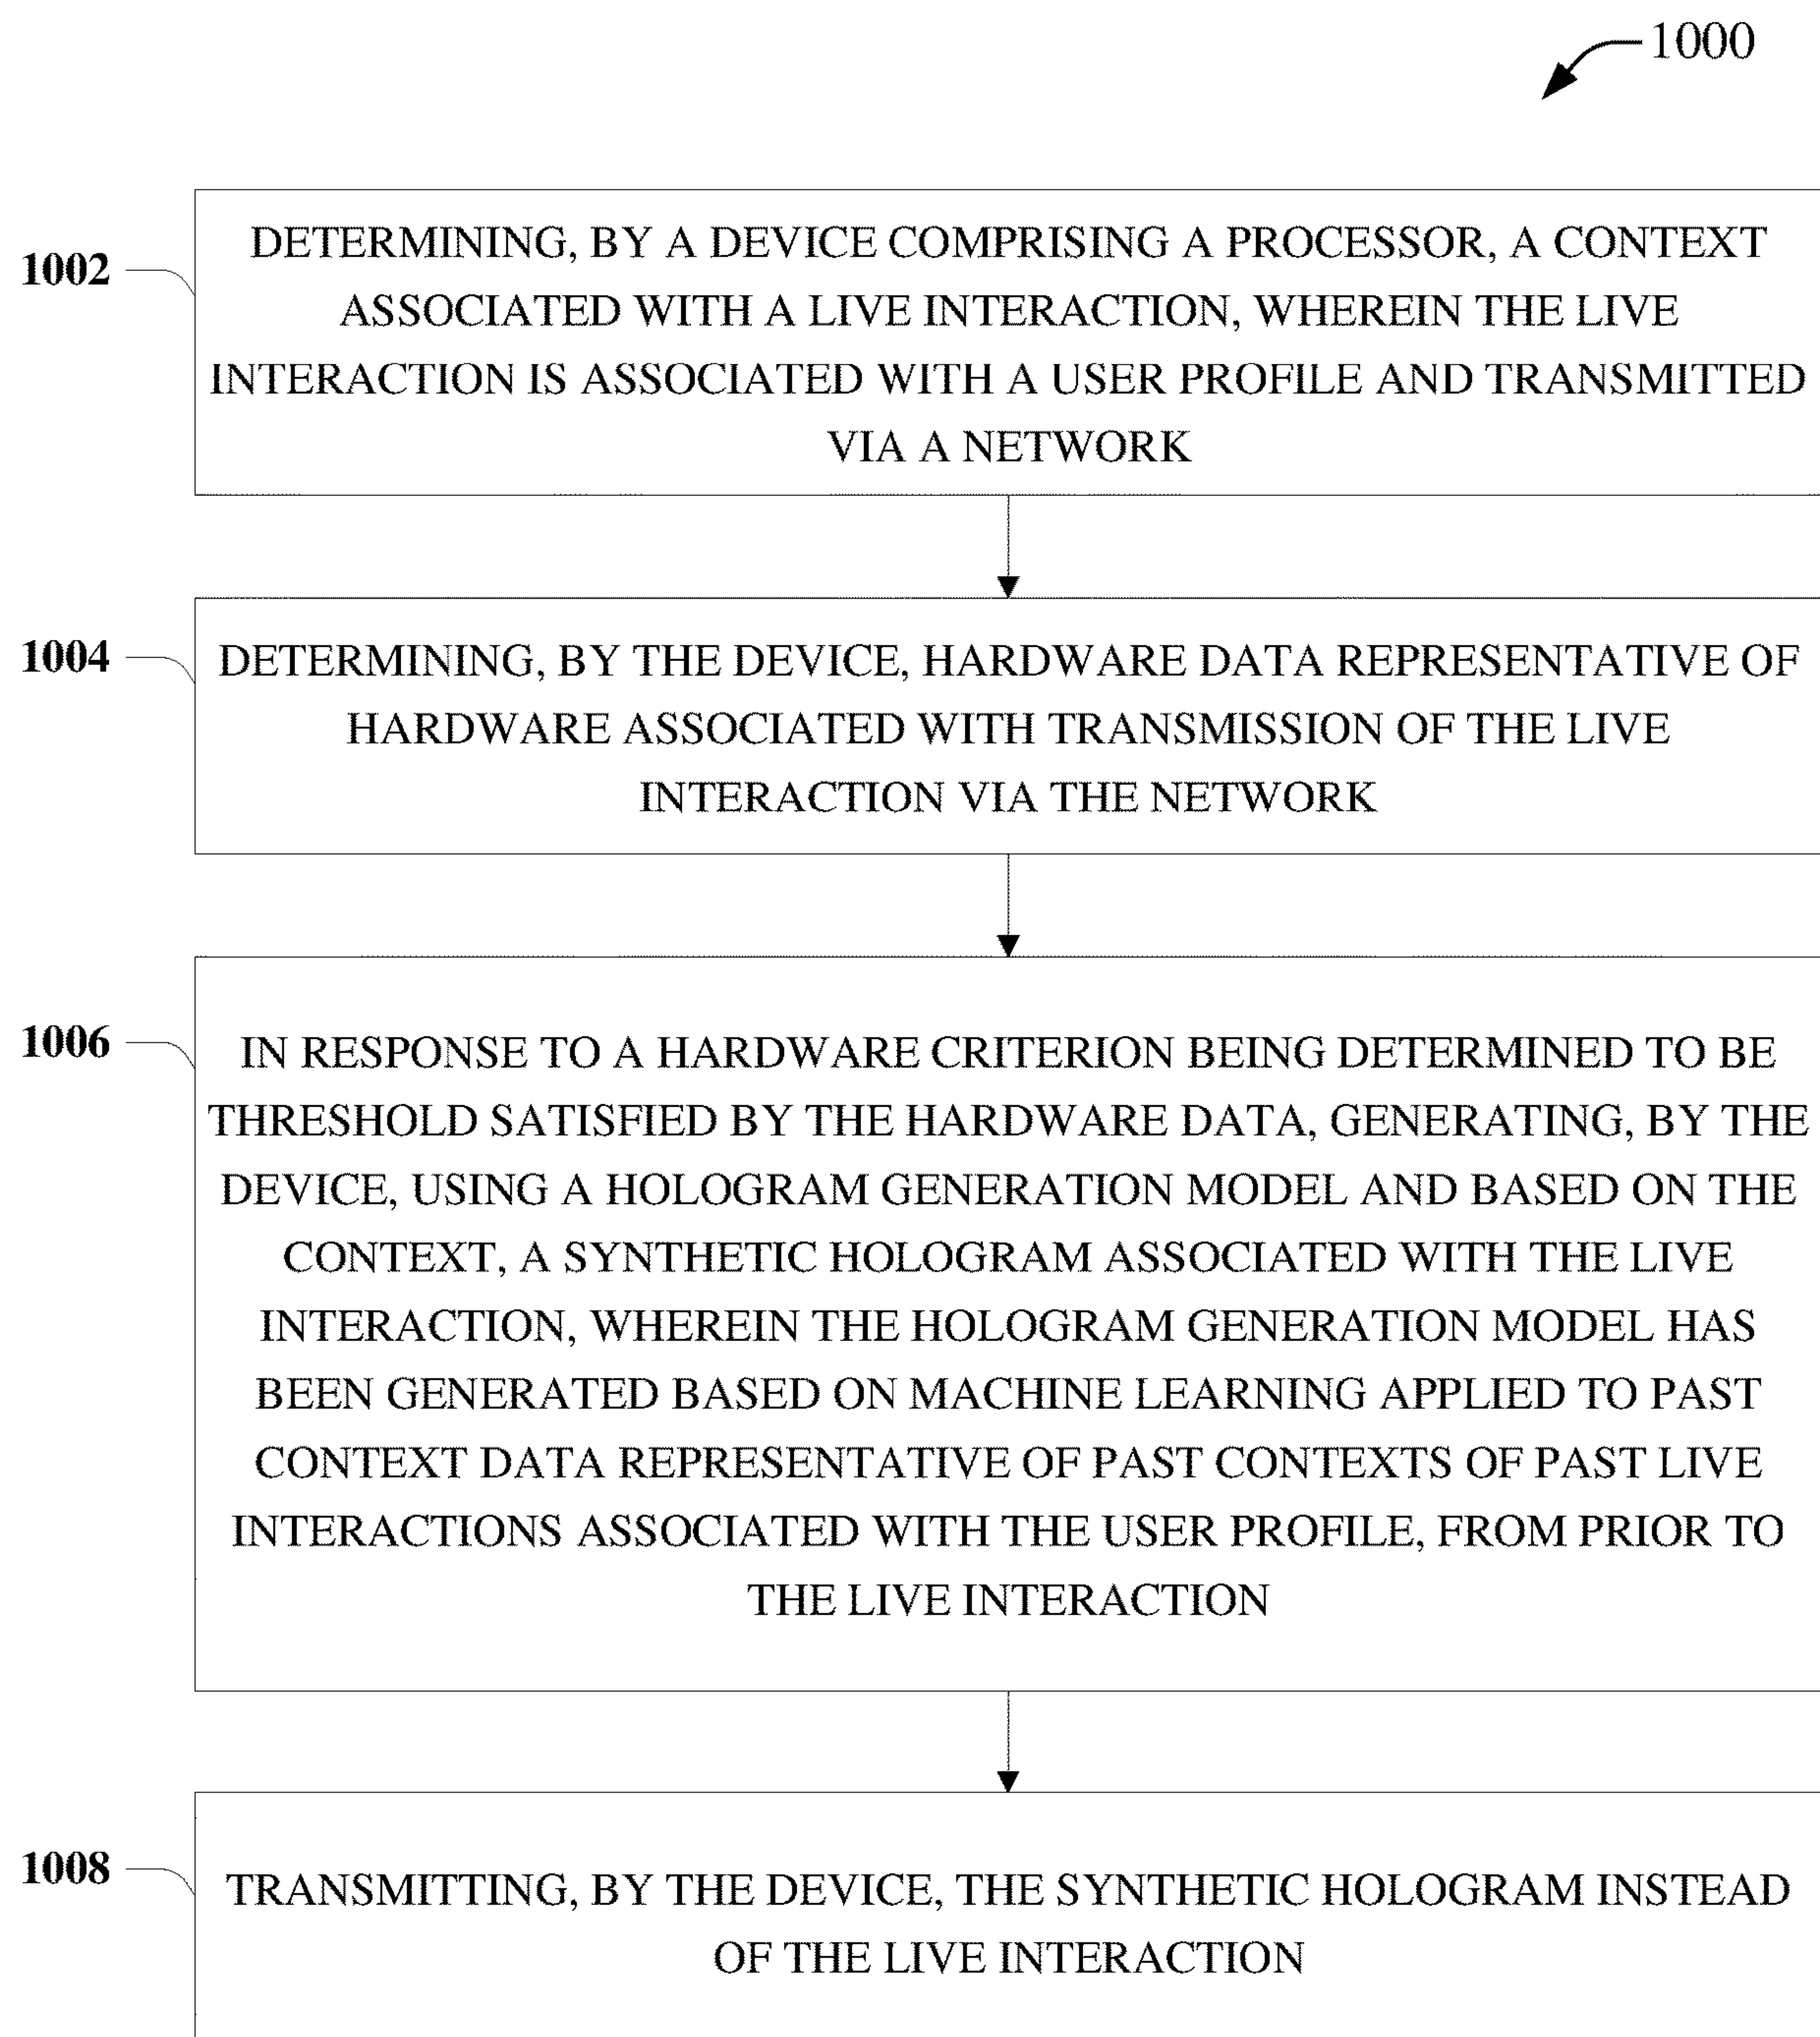 1000
1002
DETERMINING, BY A DEVICE COMPRISING A PROCESSOR, A CONTEXT
ASSOCIATED WITH A LIVE INTERACTION, WHEREIN THE LIVE
INTERACTION IS ASSOCIATED WITH A USER PROFILE AND TRANSMITTED
VIA A NETWORK
1004
DETERMINING, BY THE DEVICE, HARDWARE DATA REPRESENTATIVE OF
HARDWARE ASSOCIATED WITH TRANSMISSION OF THE LIVE
INTERACTION VIA THE NETWORK
1006
IN RESPONSE TO A HARDWARE CRITERION BEING DETERMINED TO BE
THRESHOLD SATISFIED BY THE HARDWARE DATA, GENERATING, BY THE
DEVICE, USING A HOLOGRAM GENERATION MODEL AND BASED ON THE
CONTEXT, A SYNTHETIC HOLOGRAM ASSOCIATED WITH THE LIVE
INTERACTION, WHEREIN THE HOLOGRAM GENERATION MODEL HAS
BEEN GENERATED BASED ON MACHINE LEARNING APPLIED TO PAST
CONTEXT DATA REPRESENTATIVE OF PAST CONTEXTS OF PAST LIVE
INTERACTIONS ASSOCIATED WITH THE USER PROFILE, FROM PRIOR TO
THE LIVE INTERACTION
1008
TRANSMITTING, BY THE DEVICE, THE SYNTHETIC HOLOGRAM INSTEAD
OF THE LIVE INTERACTION